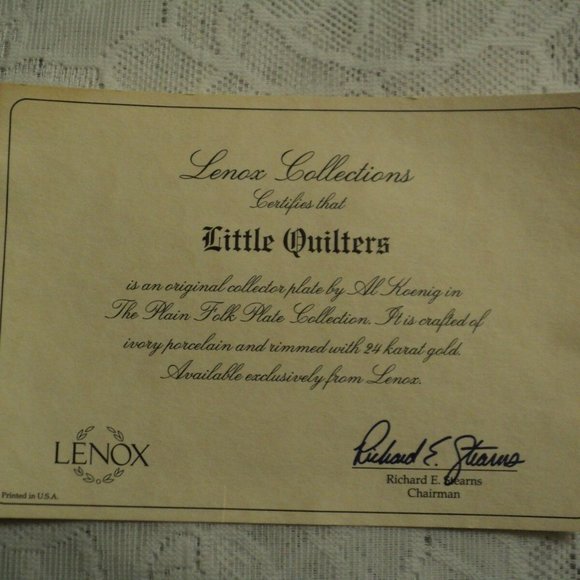 Lenox Collections
Certifies that
Little Quilters
is an original collector plate by Al Koenig in
The Plain Folk Plate Collection. It is crafted of
ivory porcelain and rimmed with 24 karat gold.
Available exclusively from Lenox.
LENOX
Richard E. Stearns
Richard E. Stearns
Chairman
Printed in U.S.A.